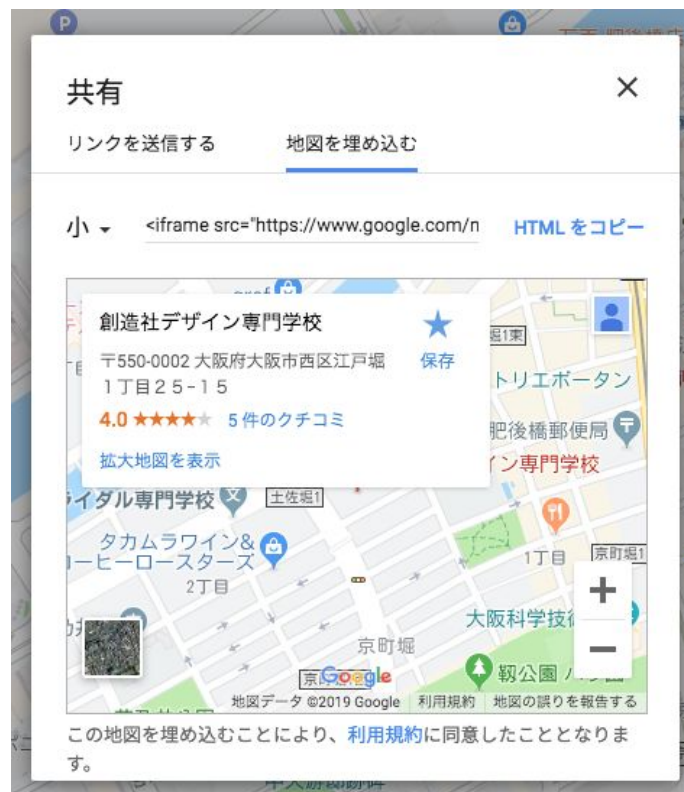 P
共有
リンクを送信する
地図を埋め込む
小
<iframe src="https://www.google.com/n
HTML をコピー
創造社デザイン専門学校
保存
〒550-0002 大阪府大阪市西区江戸堀
1丁目25-15
4.0 ★★★★★ 5 件のクチコミ
拡大地図を表示
堀1東
トリエポータン
肥後橋郵便局
イン専門学校
イダル専門学校
土佐堀1
タカムラワイン&
ーヒーロースターズ
2丁目
1丁目
京町堀1
大阪科学技
京町堀
Google
靱公園
地図データ ©2019 Google
利用規約
地図の誤りを報告する
この地図を埋め込むことにより、利用規約に同意したこととなりま
す。